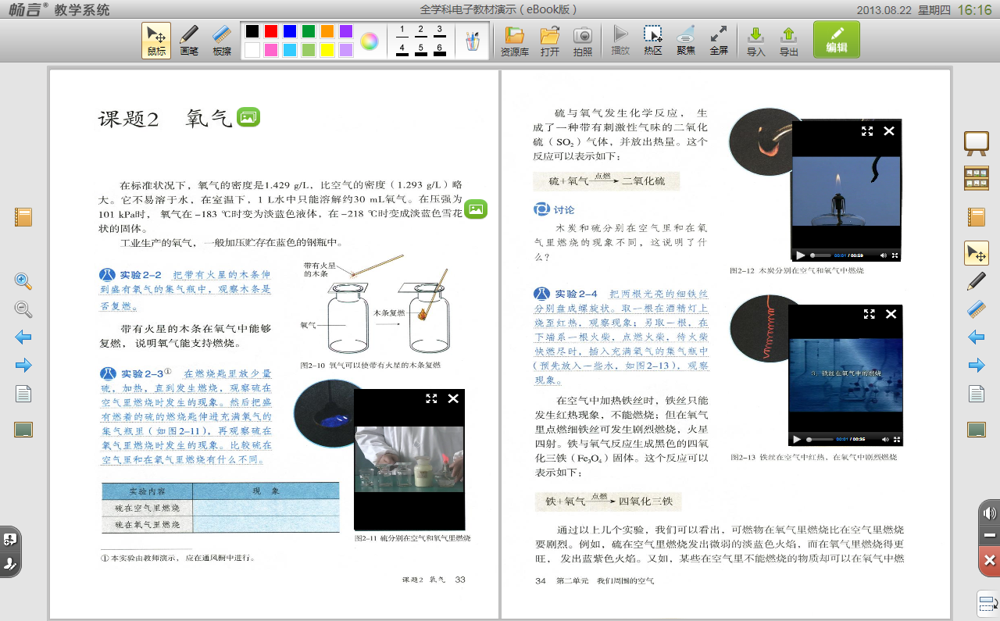 畅言® 教学系统
全学科电子教材演示（eBook版）
2013.08.22 星期四 16:16
鼠标 画笔 板擦
1 2 3
4 5 6
资源库 打开 拍照 播放 热区 聚焦 全屏 导入 导出 编辑
课题2 氧气
在标准状况下，氧气的密度是1.429 g/L，比空气的密度（1.293 g/L）略
大。它不易溶于水，在室温下，1 L水中只能溶解约30 mL氧气。在压强为
101 kPa时， 氧气在 –183 ℃时变为淡蓝色液体，在 –218 ℃时变成淡蓝色雪花
状的固体。
工业生产的氧气，一般加压贮存在蓝色的钢瓶中。
实验2–2 把带有火星的木条伸
到盛有氧气的集气瓶中，观察木条是
否复燃。
带有火星的木条在氧气中能够
复燃， 说明氧气能支持燃烧。
带有火星
的木条
氧气
木条复燃
图2–10 氧气可以使带有火星的木条复燃
实验2–3① 在燃烧匙里放少量
硫，加热，直到发生燃烧，观察硫在
空气里燃烧时发生的现象。然后把盛
有燃着的硫的燃烧匙伸进充满氧气的
集气瓶里（如图2–11），再观察硫在
氧气里燃烧时发生的现象。比较硫在
空气里和在氧气里燃烧有什么不同。
图2–11 硫分别在空气和氧气里燃烧
实验内容 现 象
硫在空气里燃烧
硫在氧气里燃烧
①本实验由教师演示， 应在通风橱中进行。
课题2 氧气 33
硫与氧气发生化学反应， 生
成了一种带有刺激性气味的二氧化
硫（SO₂）气体，并放出热量。这个
反应可以表示如下：
硫+氧气 点燃→ 二氧化硫
讨论
木炭和硫分别在空气里和在氧
气里燃烧的现象不同，这说明了什
么？
00:01 / 00:59
图2–12 木炭分别在空气和氧气中燃烧
实验2–4 把两根光亮的细铁丝
分别盘成螺旋状。取一根在酒精灯上
烧至红热，观察现象；另取一根，在
下端系一根火柴，点燃火柴，待火柴
快燃尽时，插入充满氧气的集气瓶中
（预先放入一些水，如图2–13），观察
现象。
3、铁丝在氧气中的燃烧
00:01 / 00:35
图2–13 铁丝在空气中红热，在氧气中剧烈燃烧
在空气中加热铁丝时，铁丝只能
发生红热现象，不能燃烧；但在氧气
里点燃细铁丝可发生剧烈燃烧，火星
四射。铁与氧气反应生成黑色的四氧
化三铁（Fe₃O₄）固体。这个反应可以
表示如下：
铁+氧气 点燃→ 四氧化三铁
通过以上几个实验，我们可以看出，可燃物在氧气里燃烧比在空气里燃烧
要剧烈。例如，硫在空气里燃烧发出微弱的淡蓝色火焰，而在氧气里燃烧得更
旺， 发出蓝紫色火焰。又如，某些在空气里不能燃烧的物质却可以在氧气中燃
34 第二单元 我们周围的空气